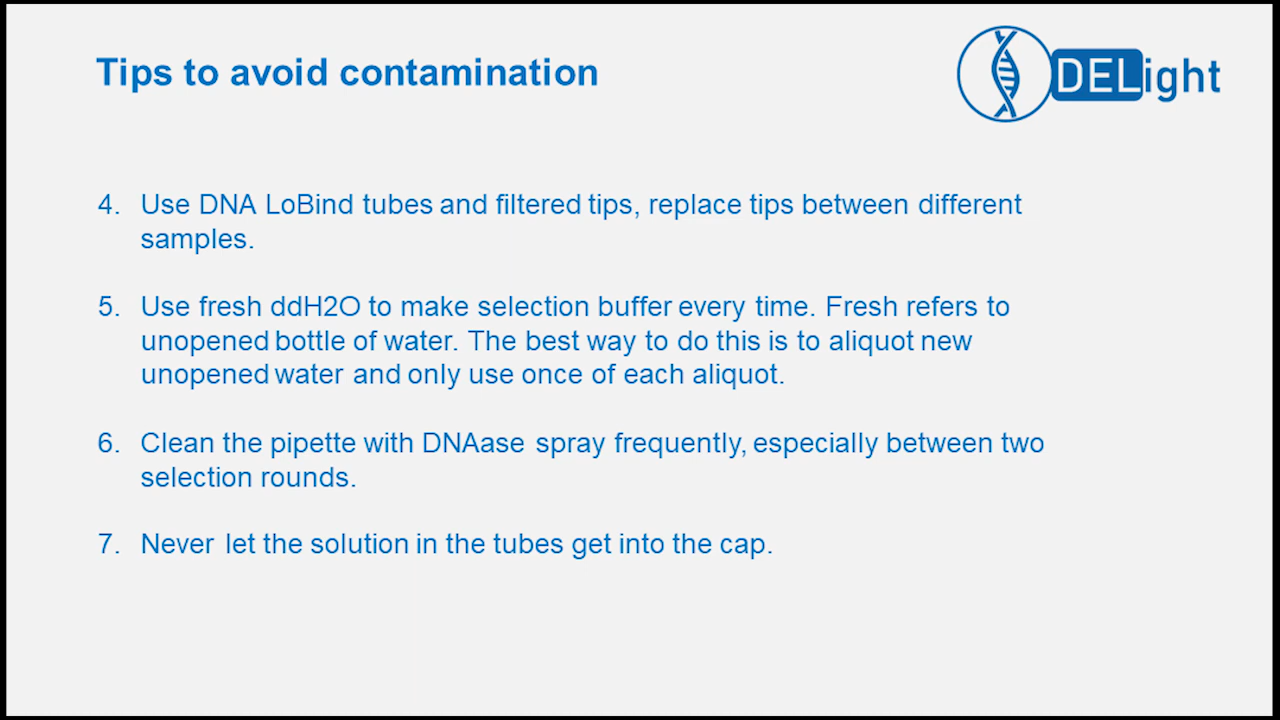 Tips to avoid contamination
DELight
4. Use DNA LoBind tubes and filtered tips, replace tips between different
samples.
5. Use fresh ddH2O to make selection buffer every time. Fresh refers to
unopened bottle of water. The best way to do this is to aliquot new
unopened water and only use once of each aliquot.
6. Clean the pipette with DNAase spray frequently, especially between two
selection rounds.
7. Never let the solution in the tubes get into the cap.